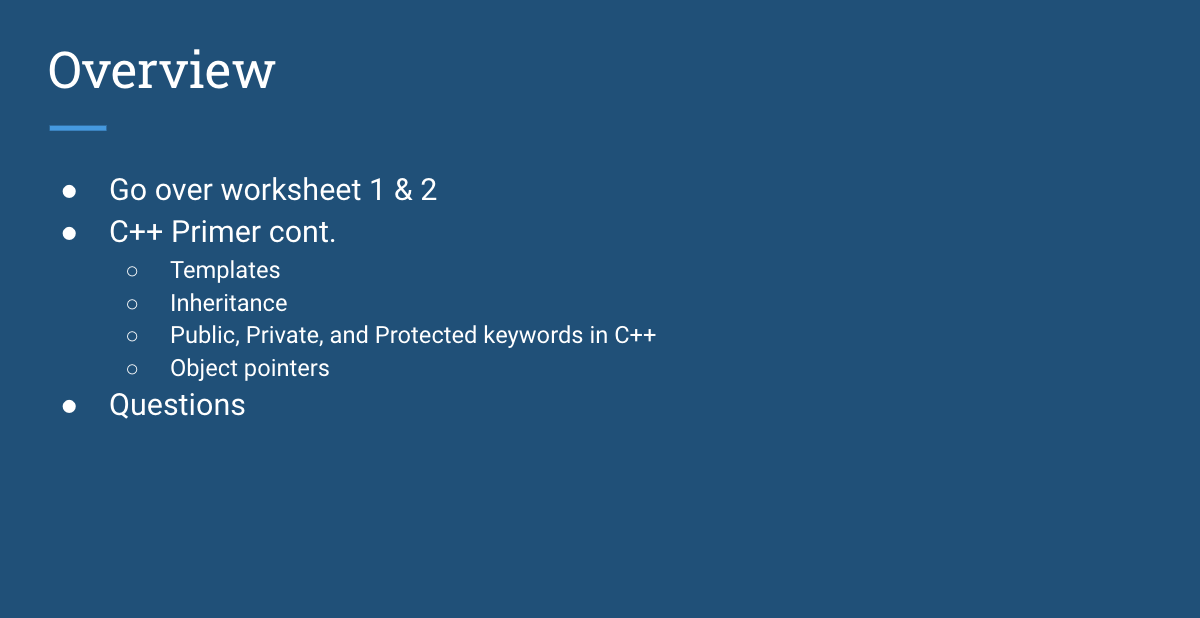 Overview
● Go over worksheet 1 & 2
● C++ Primer cont.
○ Templates
○ Inheritance
○ Public, Private, and Protected keywords in C++
○ Object pointers
● Questions